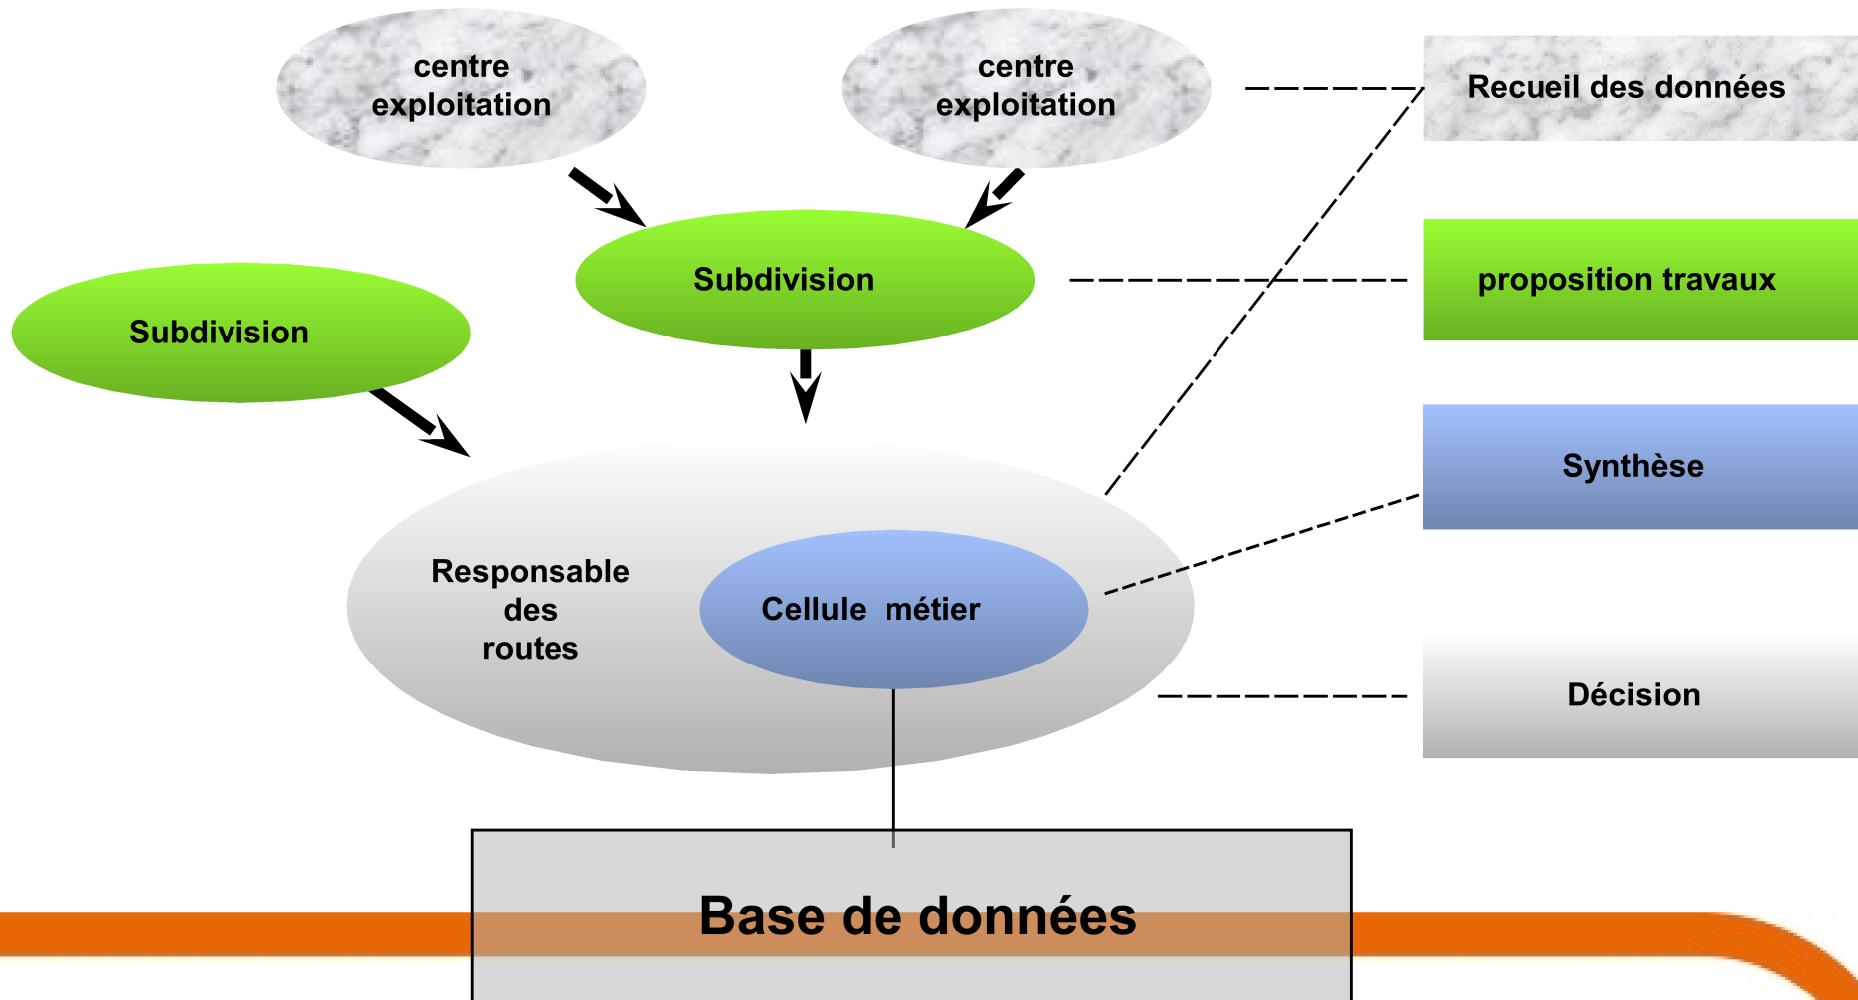 centre
exploitation
centre
exploitation
Recueil des données
Subdivision
proposition travaux
Subdivision
Synthèse
Responsable
des
routes
Cellule métier
Décision
Base de données